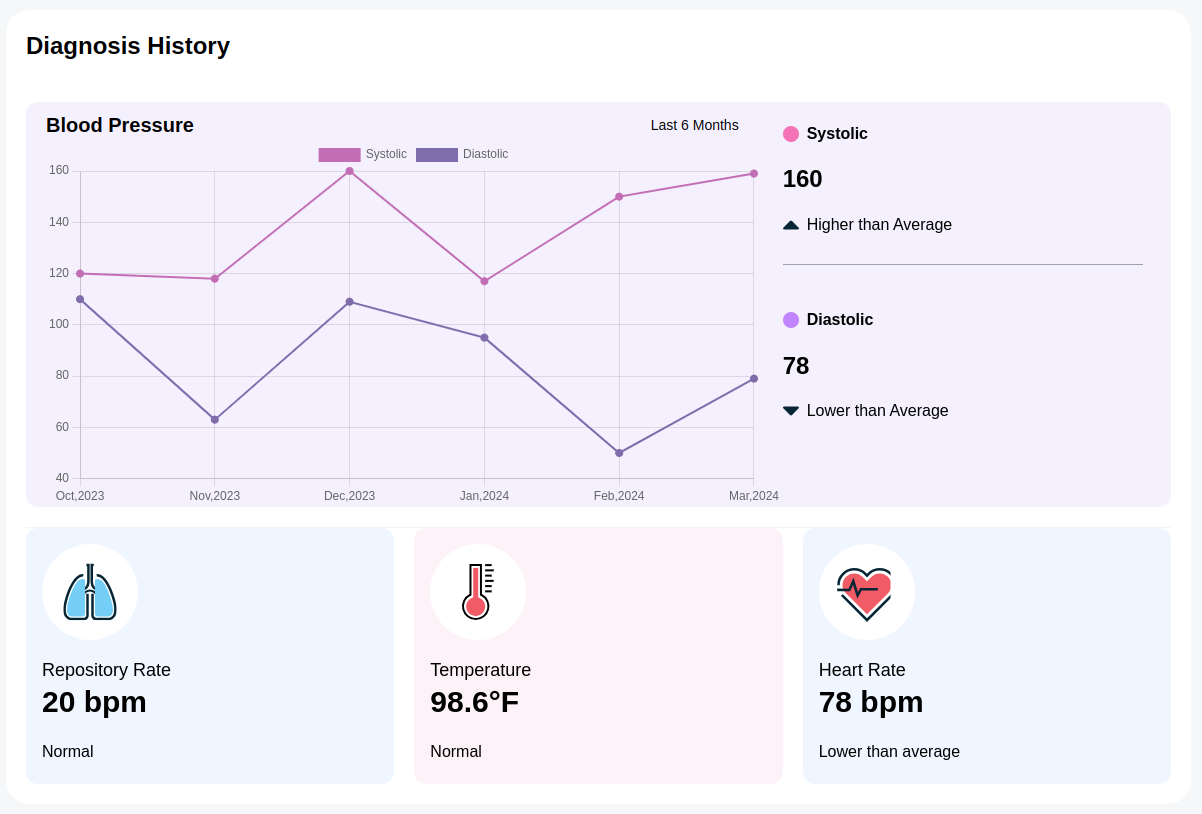 Diagnosis History
Blood Pressure
Last 6 Months
Systolic
Diastolic
160
140
120
100
80
60
40
Oct,2023
Nov,2023
Dec,2023
Jan,2024
Feb,2024
Mar,2024
Systolic
160
Higher than Average
Diastolic
78
Lower than Average
Repository Rate
20 bpm
Normal
Temperature
98.6°F
Normal
Heart Rate
78 bpm
Lower than average